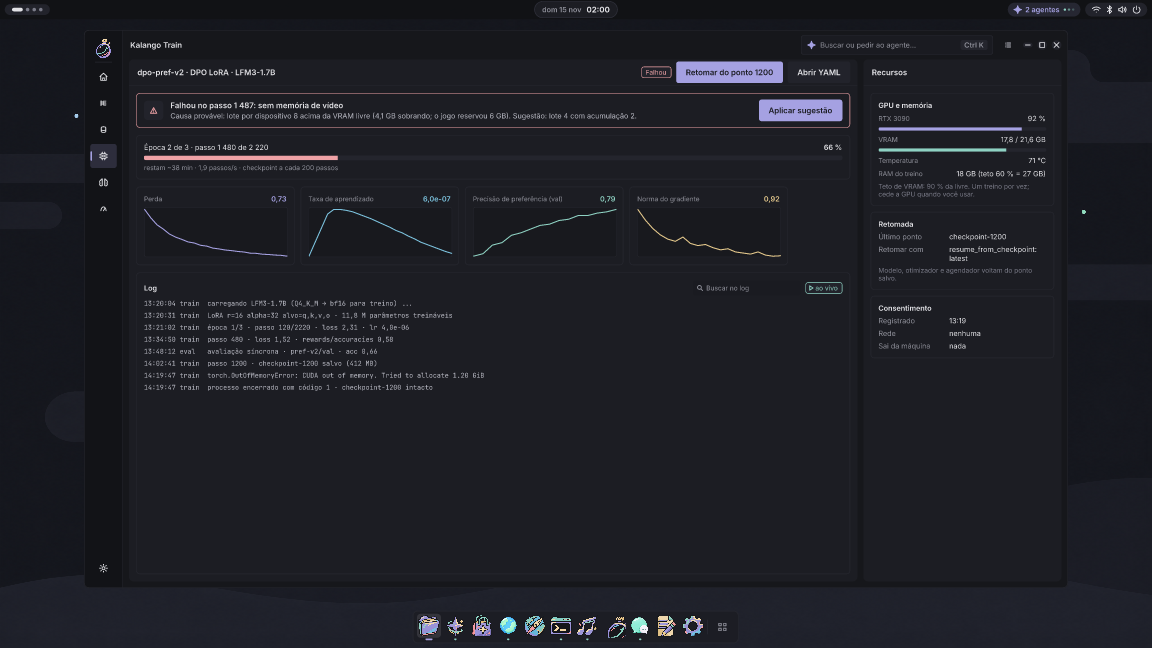 dom 15 nov 02:00
2 agentes
Kalango Train
Buscar ou pedir ao agente... Ctrl K
dpo-pref-v2 · DPO LoRA · LFM3-1.7B
Falhou
Retomar do ponto 1200
Abrir YAML
Falhou no passo 1 487: sem memória de vídeo
Causa provável: lote por dispositivo 8 acima da VRAM livre (4,1 GB sobrando; o jogo reservou 6 GB). Sugestão: lote 4 com acumulação 2.
Aplicar sugestão
Época 2 de 3 · passo 1 480 de 2 220 66 %
restam ~38 min · 1,9 passos/s · checkpoint a cada 200 passos
Perda 0,73
Taxa de aprendizado 6,0e-07
Precisão de preferência (val) 0,79
Norma do gradiente 0,92
Log
Buscar no log
ao vivo
13:20:04 train carregando LFM3-1.7B (Q4_K_M → bf16 para treino) ...
13:20:31 train LoRA r=16 alpha=32 alvo=q,k,v,o · 11,8 M parâmetros treináveis
13:21:02 train época 1/3 · passo 120/2220 · loss 2,31 · lr 4,0e-06
13:34:50 train passo 480 · loss 1,52 · rewards/accuracies 0,58
13:48:12 eval avaliação síncrona · pref-v2/val · acc 0,66
14:02:41 train passo 1200 · checkpoint-1200 salvo (412 MB)
14:19:47 train torch.OutOfMemoryError: CUDA out of memory. Tried to allocate 1.20 GiB
14:19:47 train processo encerrado com código 1 · checkpoint-1200 intacto
Recursos
GPU e memória
RTX 3090 92 %
VRAM 17,8 / 21,6 GB
Temperatura 71 °C
RAM do treino 18 GB (teto 60 % = 27 GB)
Teto de VRAM: 90 % da livre. Um treino por vez;
cede a GPU quando você usar.
Retomada
Último ponto checkpoint-1200
Retomar com resume_from_checkpoint:
latest
Modelo, otimizador e agendador voltam do ponto
salvo.
Consentimento
Registrado 13:19
Rede nenhuma
Sai da máquina nada